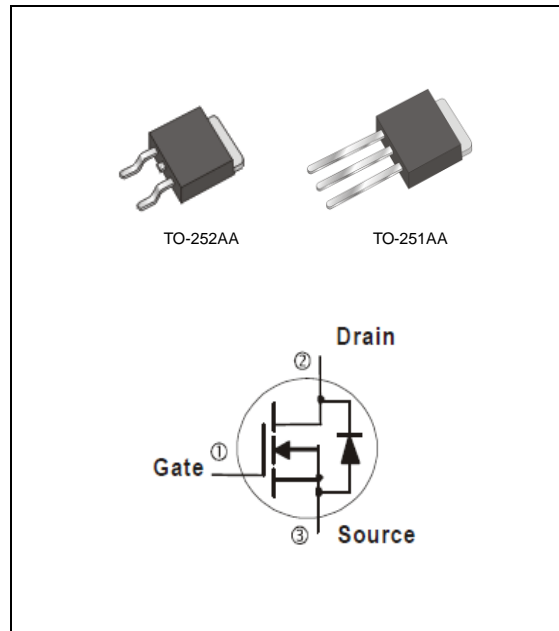 TO-252AA TO-251AA
Drain
②
①
Gate
③ Source